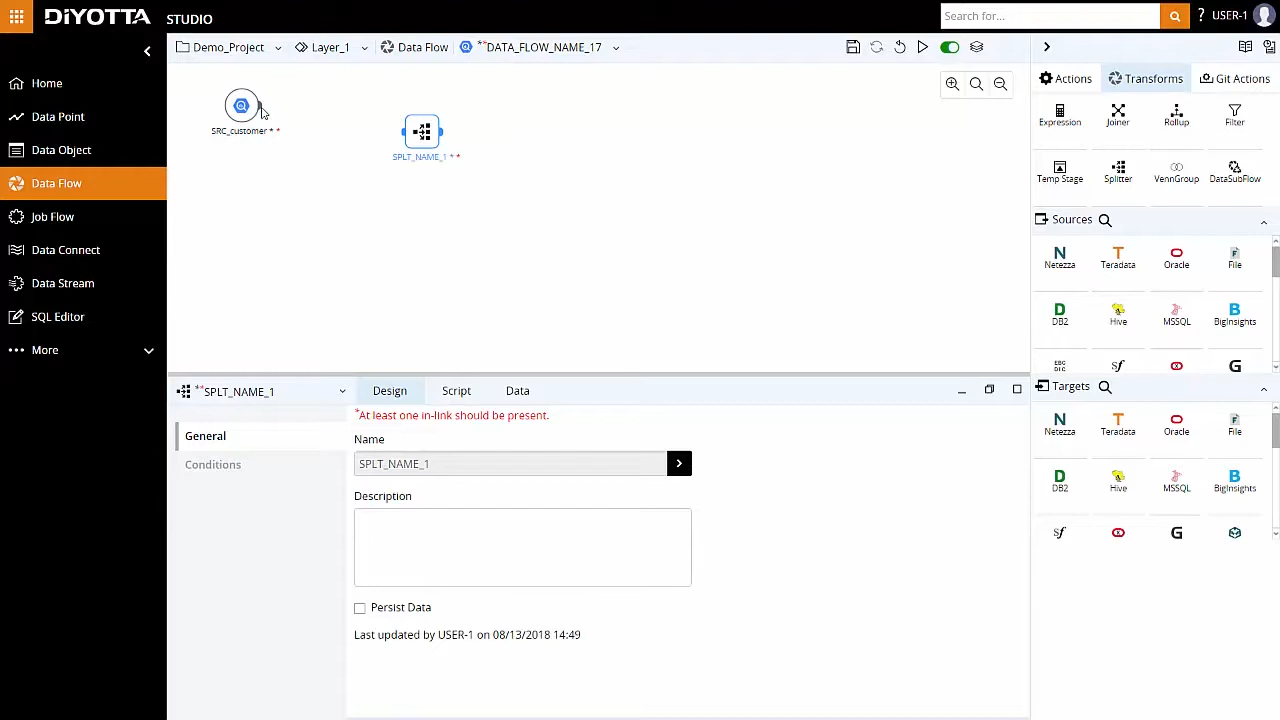 DiYOTTA STUDIO
Search for...
? USER-1
Home
Data Point
Data Object
Data Flow
Job Flow
Data Connect
Data Stream
SQL Editor
More
Demo_Project
Layer_1
Data Flow
**DATA_FLOW_NAME_17
SRC_customer * *
SPLT_NAME_1 * *
Actions
Transforms
Git Actions
Expression
Joiner
Rollup
Filter
Temp Stage
Splitter
VennGroup
DataSubFlow
Sources
Netezza
Teradata
Oracle
File
DB2
Hive
MSSQL
BigInsights
Targets
Netezza
Teradata
Oracle
File
DB2
Hive
MSSQL
BigInsights
**SPLT_NAME_1
Design
Script
Data
General
Conditions
*At least one in-link should be present.
Name
SPLT_NAME_1
Description
Persist Data
Last updated by USER-1 on 08/13/2018 14:49